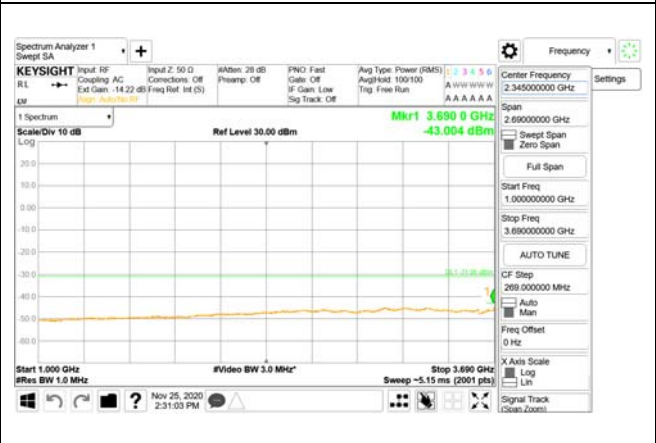 Spectrum Analyzer 1
Swept SA
+
Frequency
KEYSIGHT
RL
Input: RF
Coupling: AC
Ext Gain: -14.22 dB
Align: Auto/No RF
Input Z: 50 Ω
Corrections: Off
Freq Ref: Int (S)
#Atten: 28 dB
Preamp: Off
PNO: Fast
Gate: Off
IF Gain: Low
Sig Track: Off
Avg Type: Power (RMS)
Avg|Hold: 100/100
Trig: Free Run
1 2 3 4 5 6
A W W W W W
A A A A A A
1 Spectrum
Scale/Div 10 dB
Ref Level 30.00 dBm
Mkr1 3.690 0 GHz
-43.004 dBm
Log
20.0
10.0
0.00
-10.0
-20.0
-30.0
-40.0
-50.0
-60.0
1
Start 1.000 GHz
#Res BW 1.0 MHz
#Video BW 3.0 MHz*
Stop 3.690 GHz
Sweep ~5.15 ms (2001 pts)
Nov 25, 2020
2:31:03 PM
Center Frequency
2.345000000 GHz
Settings
Span
2.69000000 GHz
Swept Span
Zero Span
Full Span
Start Freq
1.000000000 GHz
Stop Freq
3.690000000 GHz
AUTO TUNE
CF Step
269.000000 MHz
Auto
Man
Freq Offset
0 Hz
X Axis Scale
Log
Lin
Signal Track
(Span Zoom)